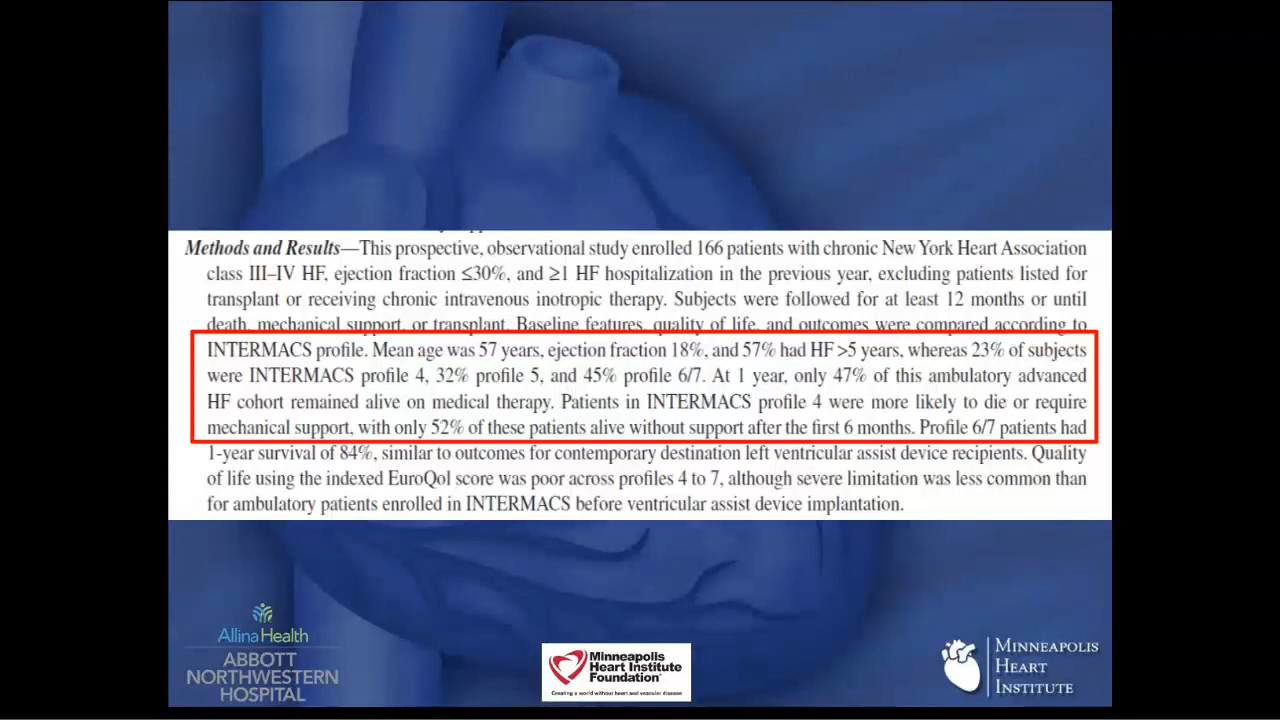 Methods and Results—This prospective, observational study enrolled 166 patients with chronic New York Heart Association
class III–IV HF, ejection fraction ≤30%, and ≥1 HF hospitalization in the previous year, excluding patients listed for
transplant or receiving chronic intravenous inotropic therapy. Subjects were followed for at least 12 months or until
death, mechanical support, or transplant. Baseline features, quality of life, and outcomes were compared according to
INTERMACS profile. Mean age was 57 years, ejection fraction 18%, and 57% had HF >5 years, whereas 23% of subjects
were INTERMACS profile 4, 32% profile 5, and 45% profile 6/7. At 1 year, only 47% of this ambulatory advanced
HF cohort remained alive on medical therapy. Patients in INTERMACS profile 4 were more likely to die or require
mechanical support, with only 52% of these patients alive without support after the first 6 months. Profile 6/7 patients had
1-year survival of 84%, similar to outcomes for contemporary destination left ventricular assist device recipients. Quality
of life using the indexed EuroQol score was poor across profiles 4 to 7, although severe limitation was less common than
for ambulatory patients enrolled in INTERMACS before ventricular assist device implantation.
Allina Health
ABBOTT
NORTHWESTERN
HOSPITAL
Minneapolis
Heart Institute
Foundation®
Creating a world without heart and vascular disease
MINNEAPOLIS
HEART
INSTITUTE